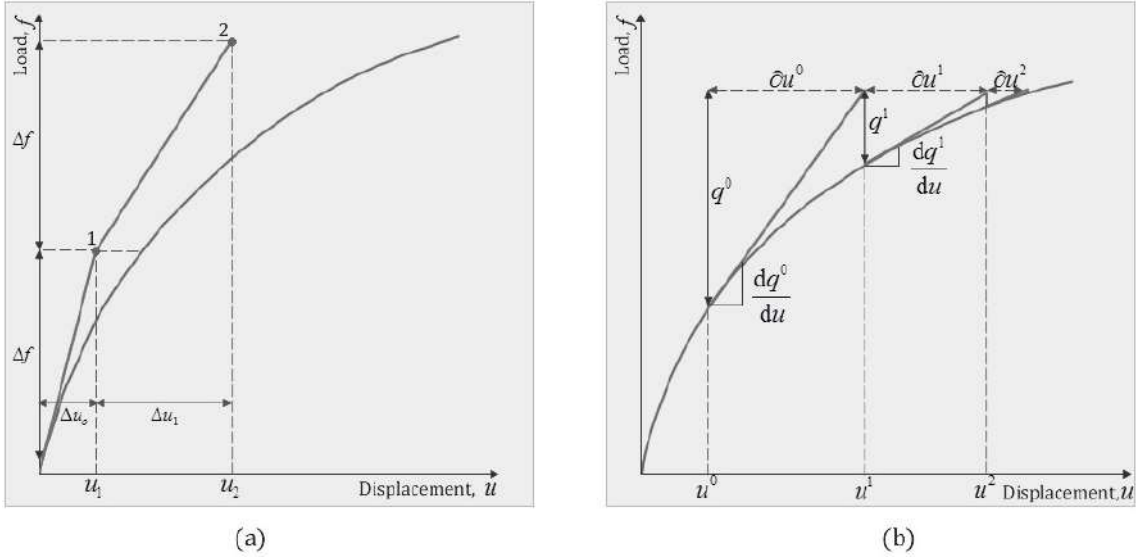 Load, f
2
Δf
1
Δf
Δu₀
Δu₁
u₁
u₂
Displacement, u
(a)
Load, f
∂u⁰
∂u¹
∂u²
q¹
dq¹
du
q⁰
dq⁰
du
u⁰
u¹
u²
Displacement, u
(b)